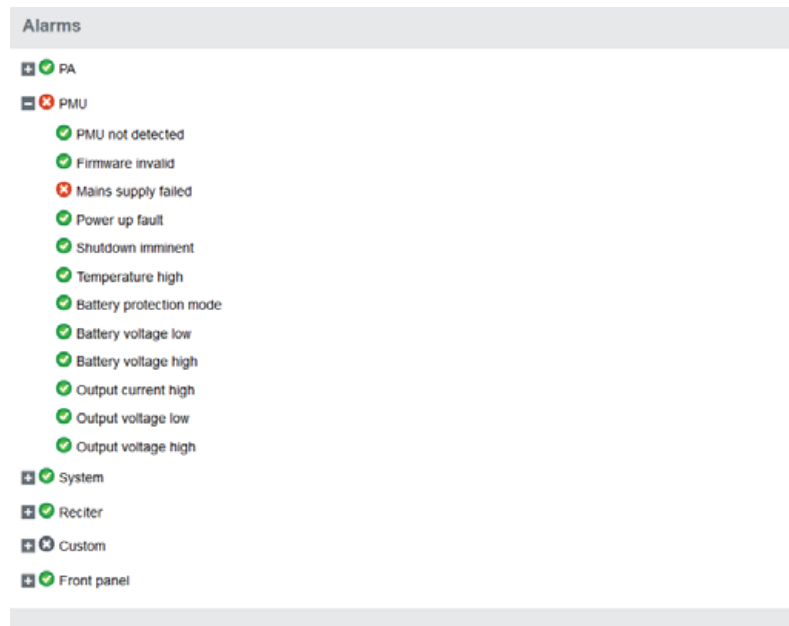 Alarms
PA
PMU
PMU not detected
Firmware invalid
Mains supply failed
Power up fault
Shutdown imminent
Temperature high
Battery protection mode
Battery voltage low
Battery voltage high
Output current high
Output voltage low
Output voltage high
System
Reciter
Custom
Front panel